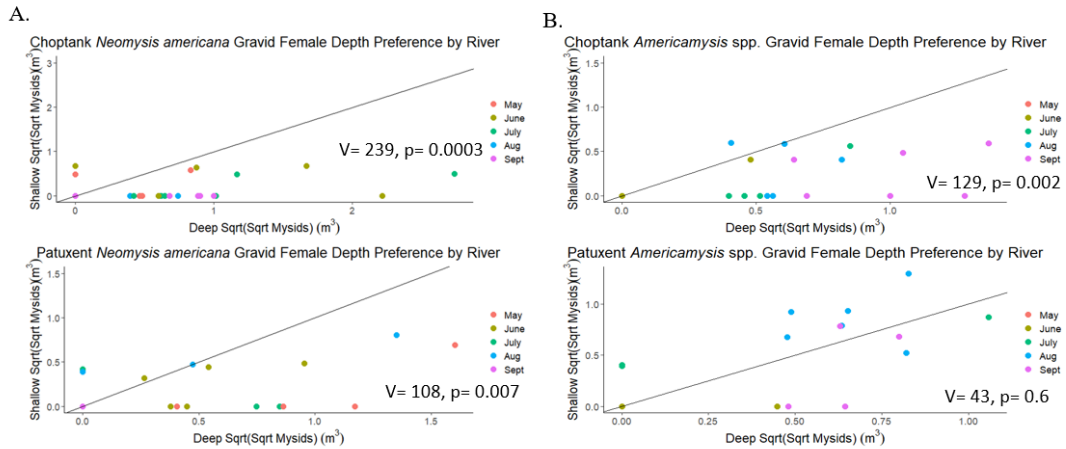 A.
Choptank Neomysis americana Gravid Female Depth Preference by River
Shallow Sqrt(Sqrt Mysids)(m³)
3
2
1
0
0
1
2
Deep Sqrt(Sqrt Mysids) (m³)
May
June
July
Aug
Sept
V= 239, p= 0.0003
Patuxent Neomysis americana Gravid Female Depth Preference by River
Shallow Sqrt(Sqrt Mysids)(m³)
1.5
1.0
0.5
0.0
0.0
0.5
1.0
1.5
Deep Sqrt(Sqrt Mysids) (m³)
May
June
July
Aug
Sept
V= 108, p= 0.007
B.
Choptank Americamysis spp. Gravid Female Depth Preference by River
Shallow Sqrt(Sqrt Mysids)(m³)
1.5
1.0
0.5
0.0
0.0
0.5
1.0
Deep Sqrt(Sqrt Mysids) (m³)
May
June
July
Aug
Sept
V= 129, p= 0.002
Patuxent Americamysis spp. Gravid Female Depth Preference by River
Shallow Sqrt(Sqrt Mysids)(m³)
1.0
0.5
0.0
0.00
0.25
0.50
0.75
1.00
Deep Sqrt(Sqrt Mysids) (m³)
May
June
July
Aug
Sept
V= 43, p= 0.6